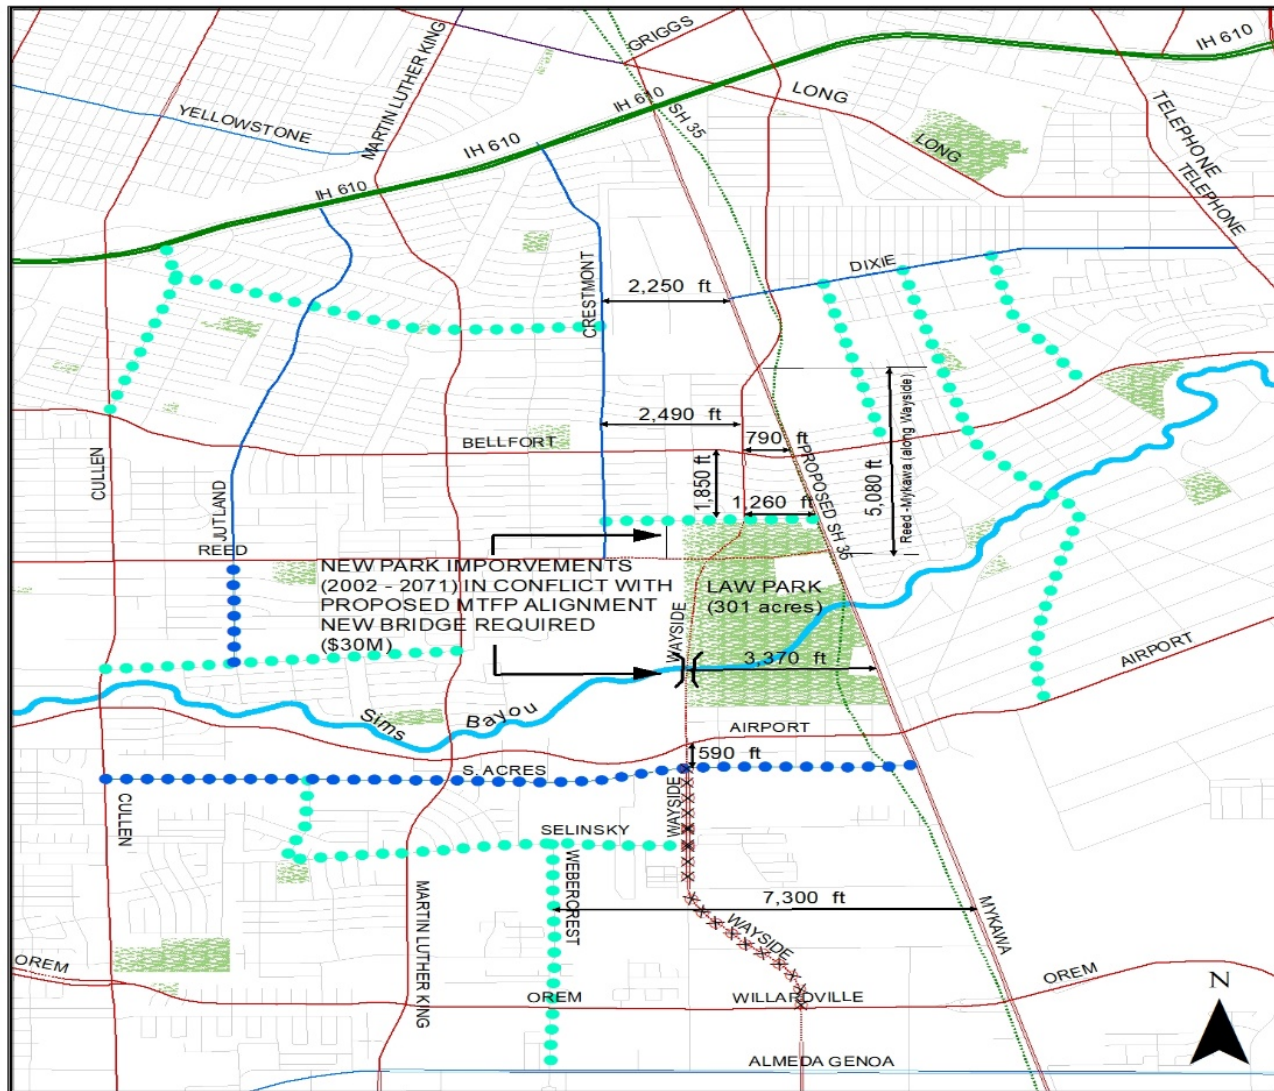 GRIGGS
IH 610
MARTIN LUTHER KING
YELLOWSTONE
LONG
IH 610
SH 35
TELEPHONE
IH 610
LONG
TELEPHONE
IH 610
DIXIE
CRESTMONT
2,250 ft
2,490 ft
BELLFORT
790 ft
CULLEN
JUTLAND
1,850 ft
1,260 ft
PROPOSED SH 35
5,080 ft
Reed -Mykawa (along Wayside)
REED
NEW PARK IMPORVEMENTS
(2002 - 2071) IN CONFLICT WITH
PROPOSED MTFP ALIGNMENT
NEW BRIDGE REQUIRED
($30M)
LAW PARK
(301 acres)
WAYSIDE
3,370 ft
AIRPORT
Sims Bayou
AIRPORT
590 ft
S. ACRES
CULLEN
WAYSIDE
SELINSKY
WEBERCREST
MARTIN LUTHER KING
7,300 ft
WAYSIDE
MYKAWA
OREM
OREM
WILLARDVILLE
OREM
N
ALMEDA GENOA